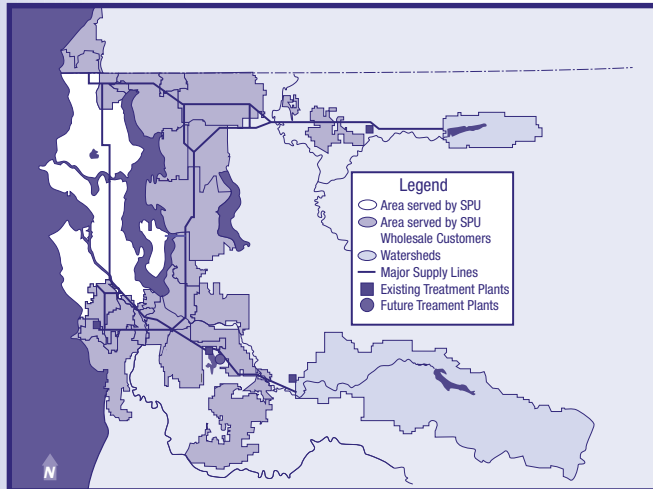 Legend
Area served by SPU
Area served by SPU
Wholesale Customers
Watersheds
Major Supply Lines
Existing Treatment Plants
Future Treament Plants
N